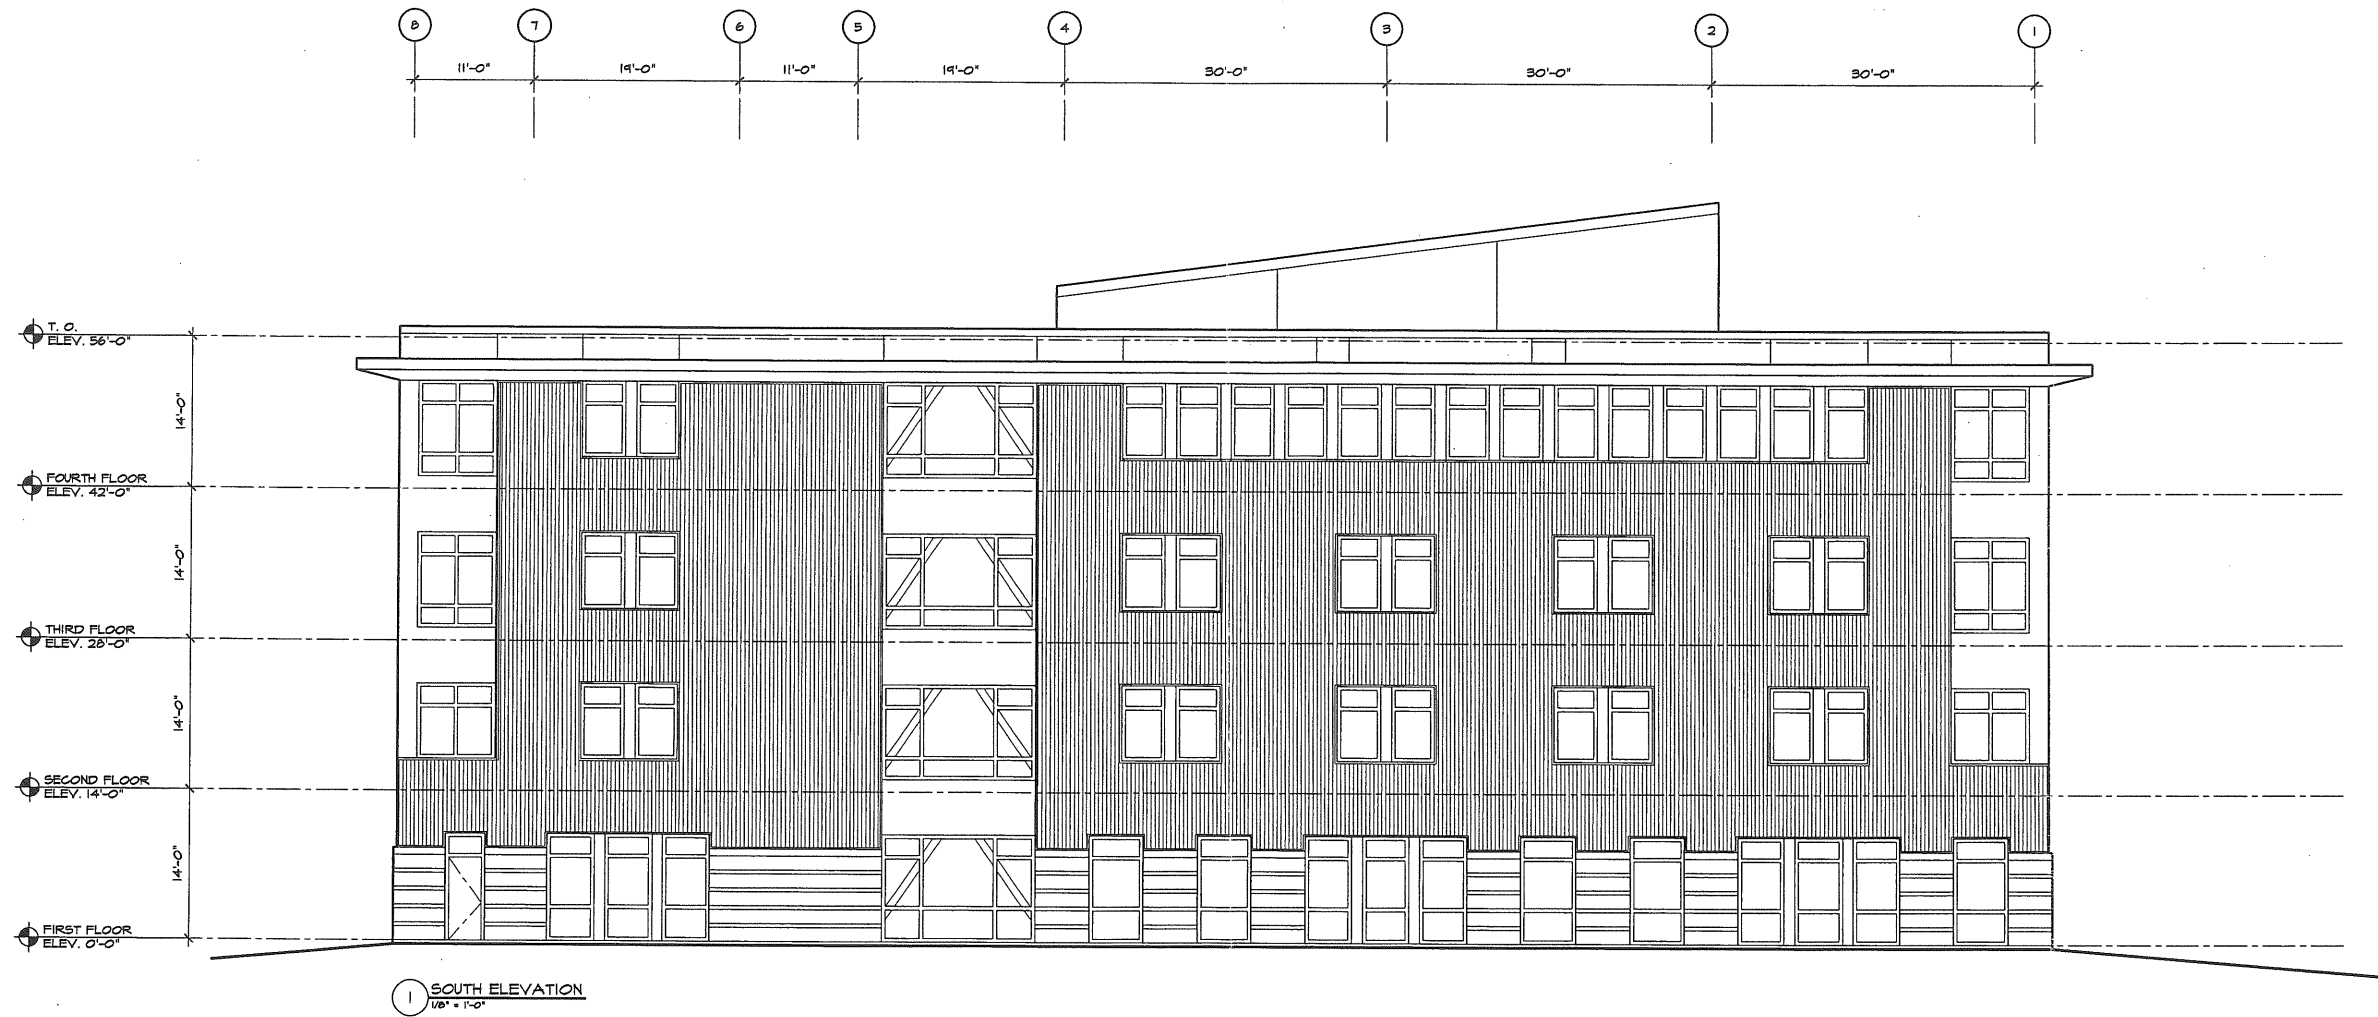 8 7 6 5 4 3 2 1
11'-0" 19'-0" 11'-0" 19'-0" 30'-0" 30'-0" 30'-0"
T. O.
ELEV. 56'-0"
14'-0"
FOURTH FLOOR
ELEV. 42'-0"
14'-0"
THIRD FLOOR
ELEV. 28'-0"
14'-0"
SECOND FLOOR
ELEV. 14'-0"
14'-0"
FIRST FLOOR
ELEV. 0'-0"
1 SOUTH ELEVATION
1/8" = 1'-0"